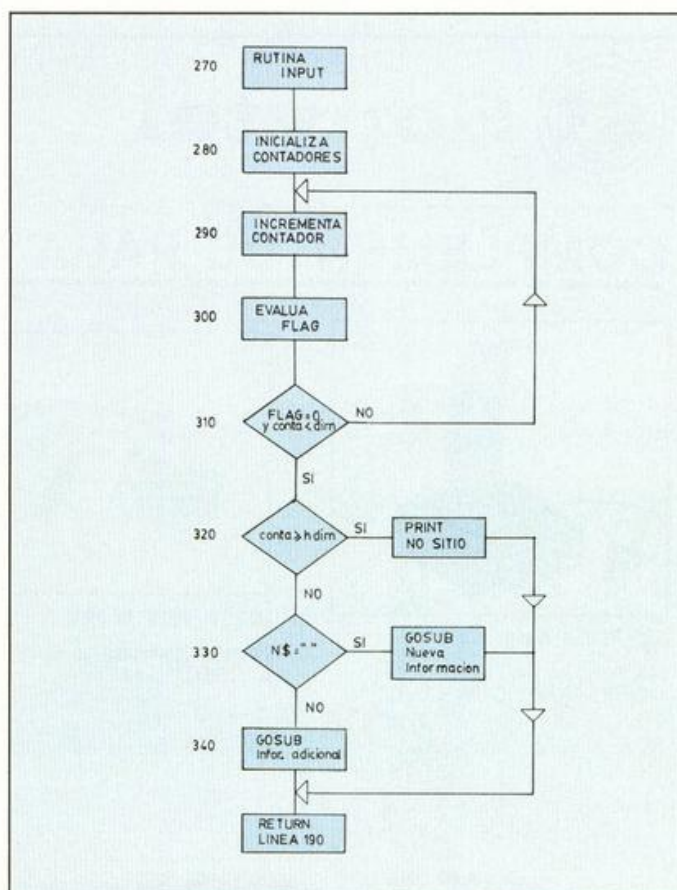 270
RUTINA
INPUT
280
INICIALIZA
CONTADORES
290
INCREMENTA
CONTADOR
300
EVALUA
FLAG
310
FLAG=0
y conta<dim
NO
SI
320
conta≥hdim
SI
PRINT
NO SITIO
NO
330
N$=" "
SI
GOSUB
Nueva
Informacion
NO
340
GOSUB
Infor. adicional
RETURN
LINEA 190